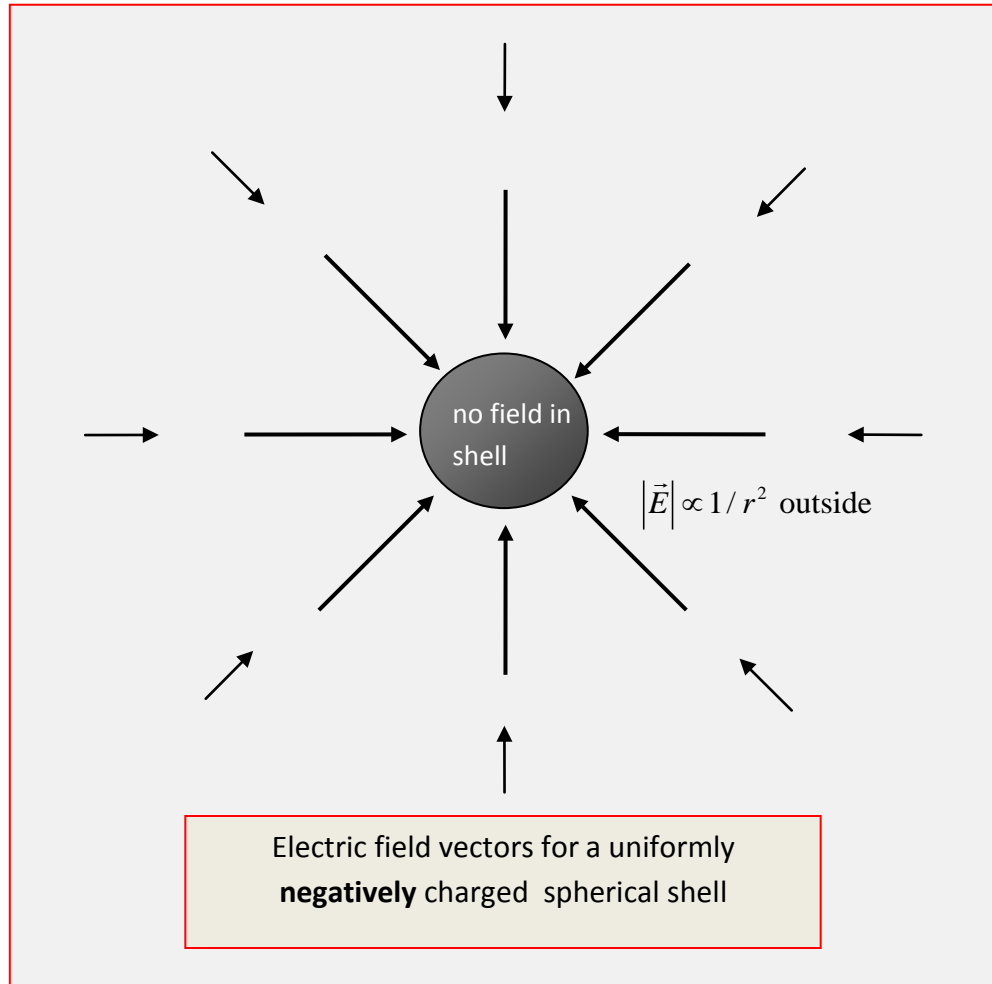 no field in
shell
|E⃗| ∝ 1/r² outside
Electric field vectors for a uniformly
negatively charged spherical shell